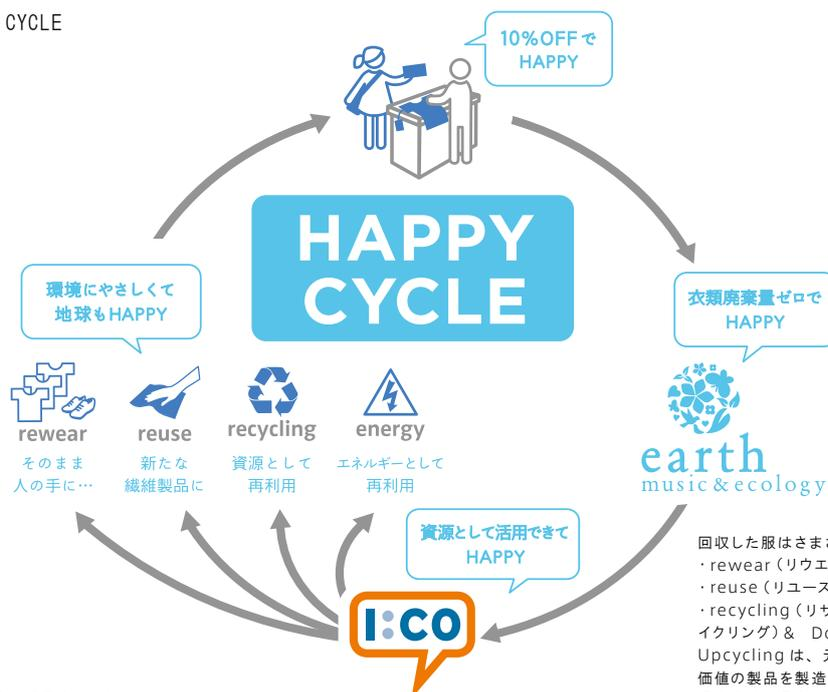 CYCLE
10%OFFで
HAPPY
HAPPY
CYCLE
環境にやさしくて
地球もHAPPY
衣類廃棄量ゼロで
HAPPY
rewear
そのまま
人の手に…
reuse
新たな
繊維製品に
recycling
資源として
再利用
energy
エネルギーとして
再利用
earth
music&ecology
資源として活用できて
HAPPY
I:CO
回収した服はさまざ
・rewear(リウエ
・reuse(リユース
・recycling(リサ
イクリング)& Do
Upcyclingは、元
価値の製品を製造